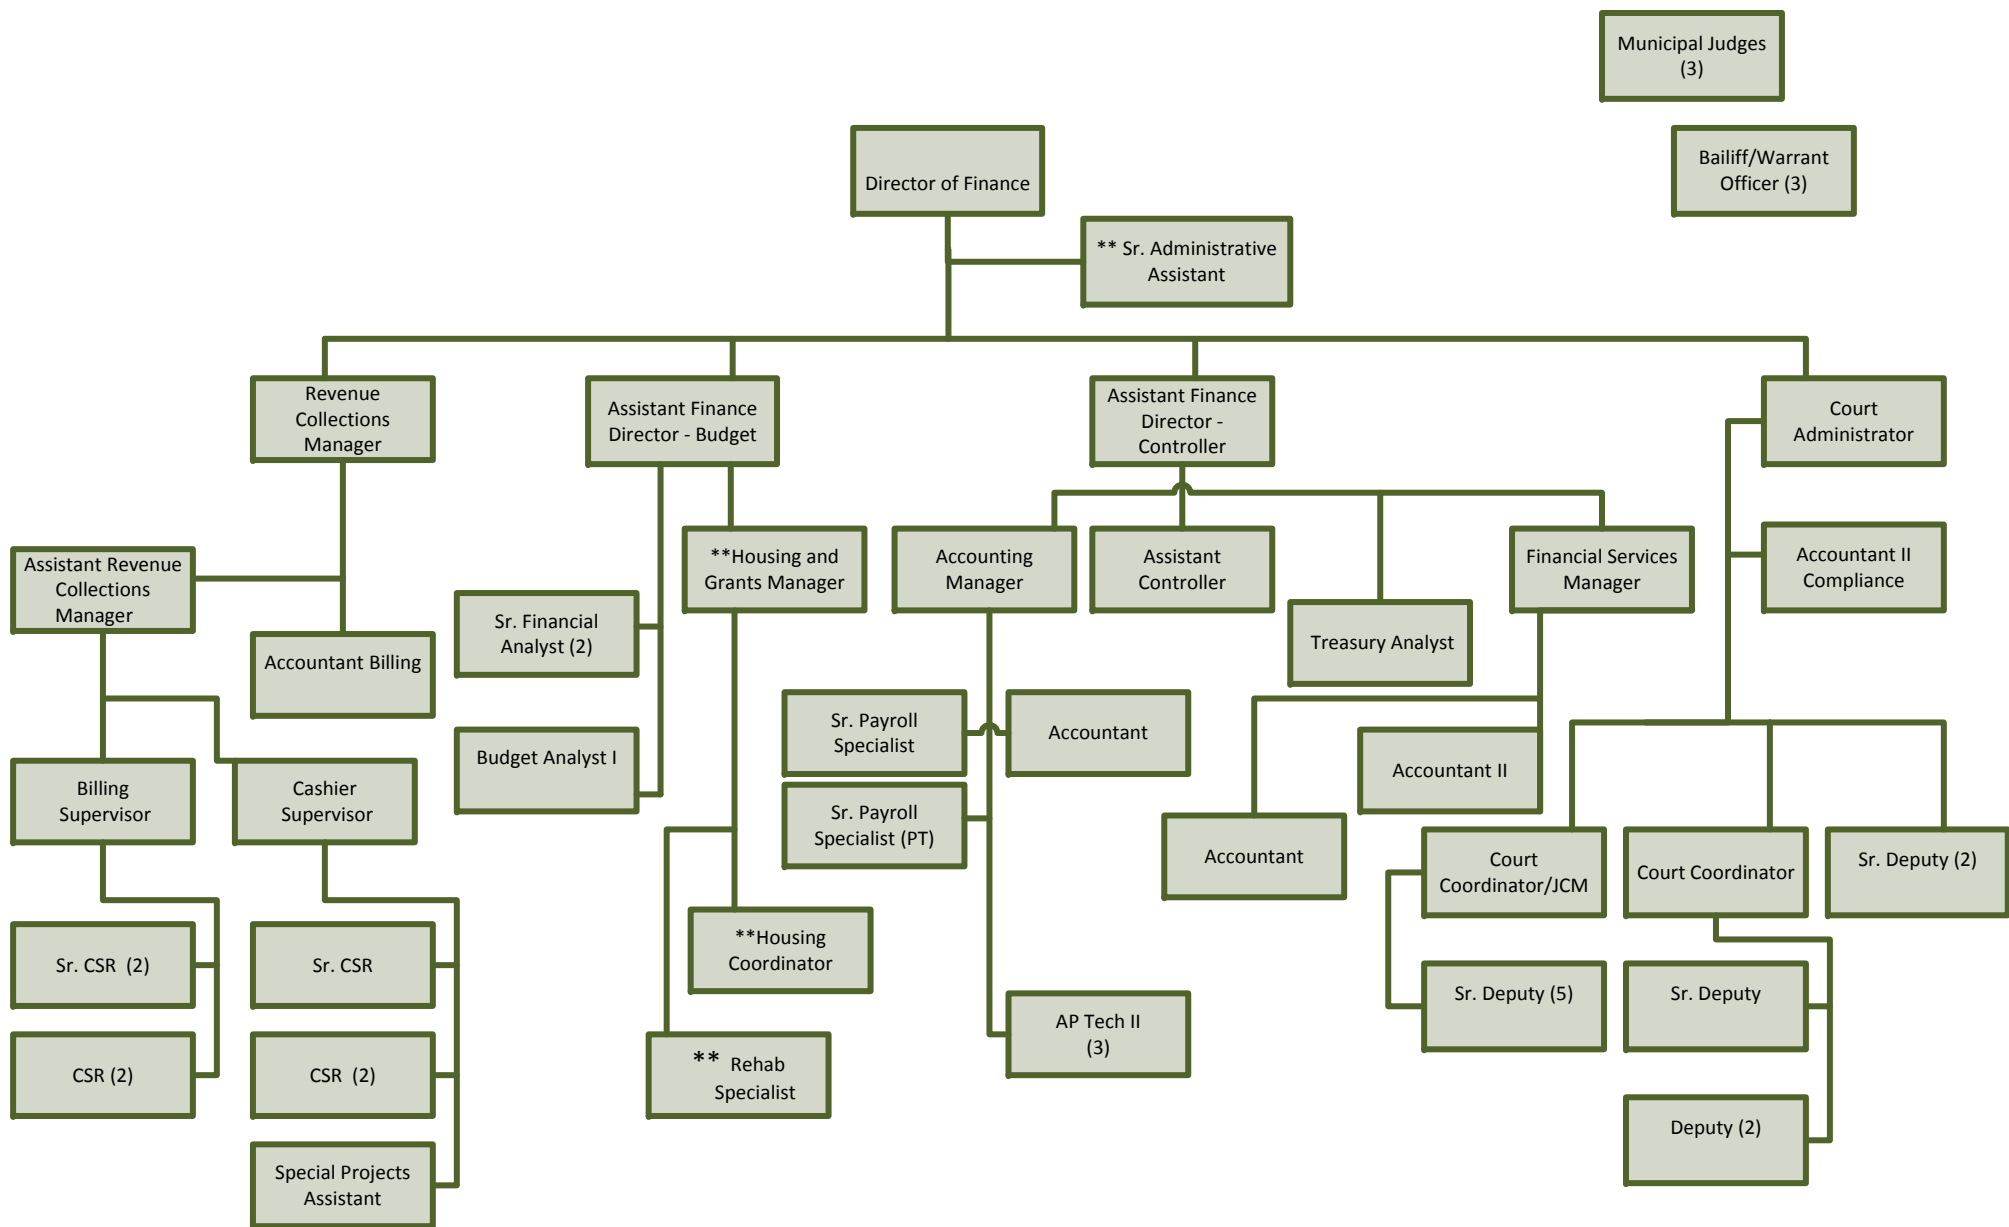 Municipal Judges
(3)
Bailiff/Warrant
Officer (3)
Director of Finance
** Sr. Administrative
Assistant
Revenue
Collections
Manager
Assistant Finance
Director - Budget
Assistant Finance
Director -
Controller
Court
Administrator
Assistant Revenue
Collections
Manager
**Housing and
Grants Manager
Accounting
Manager
Assistant
Controller
Financial Services
Manager
Accountant II
Compliance
Accountant Billing
Sr. Financial
Analyst (2)
Treasury Analyst
Sr. Payroll
Specialist
Accountant
Budget Analyst I
Accountant II
Billing
Supervisor
Cashier
Supervisor
Sr. Payroll
Specialist (PT)
Accountant
Court
Coordinator/JCM
Court Coordinator
Sr. Deputy (2)
Sr. CSR  (2)
Sr. CSR
**Housing
Coordinator
Sr. Deputy (5)
Sr. Deputy
AP Tech II
(3)
CSR (2)
CSR  (2)
** Rehab
Specialist
Deputy (2)
Special Projects
Assistant